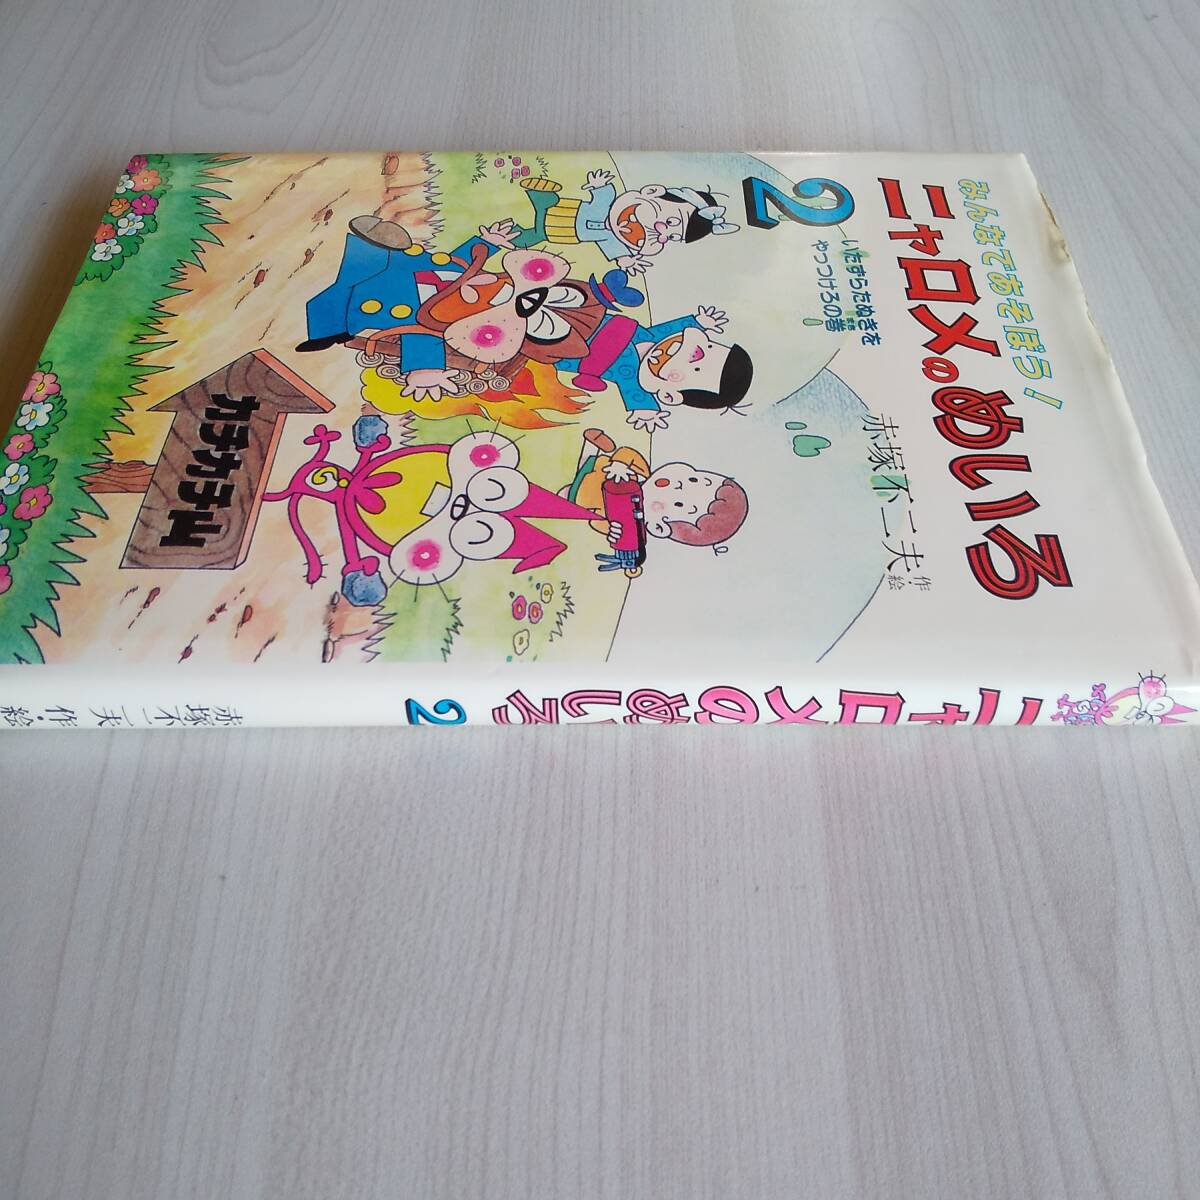 みんなであそぼう!
ニャロメのめいろ
2
いたずらたぬきを
やっつけるの巻
まき
赤塚不二夫
作
絵
カチカチ山
ニャロメのめいろ
2
赤塚不二夫 作・絵